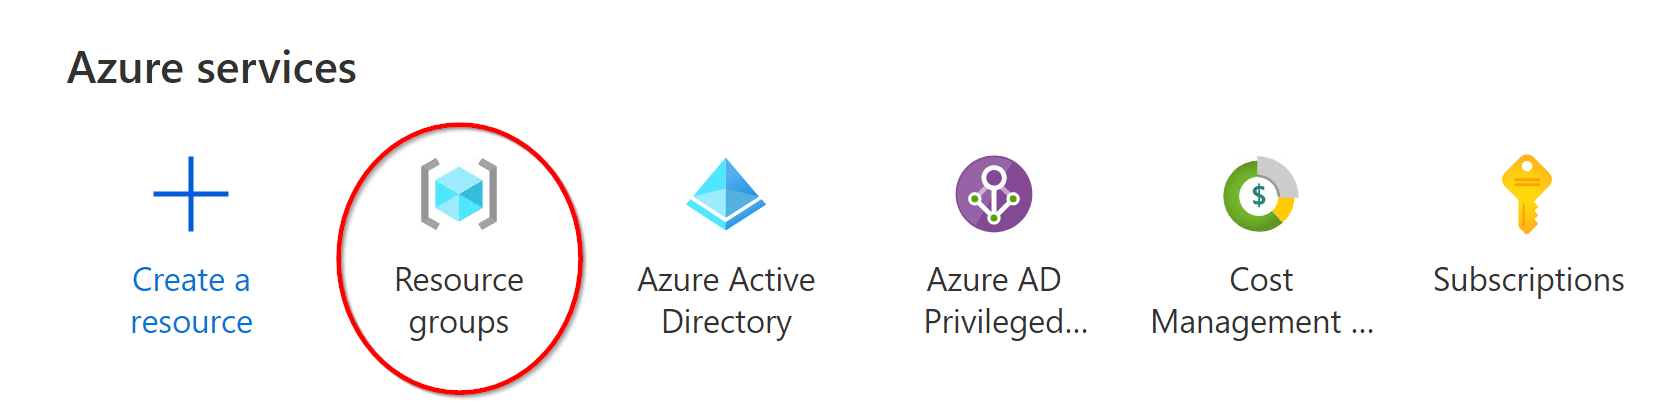 Azure services
Create a
resource
Resource
groups
Azure Active
Directory
Azure AD
Privileged...
$
Cost
Management ...
Subscriptions